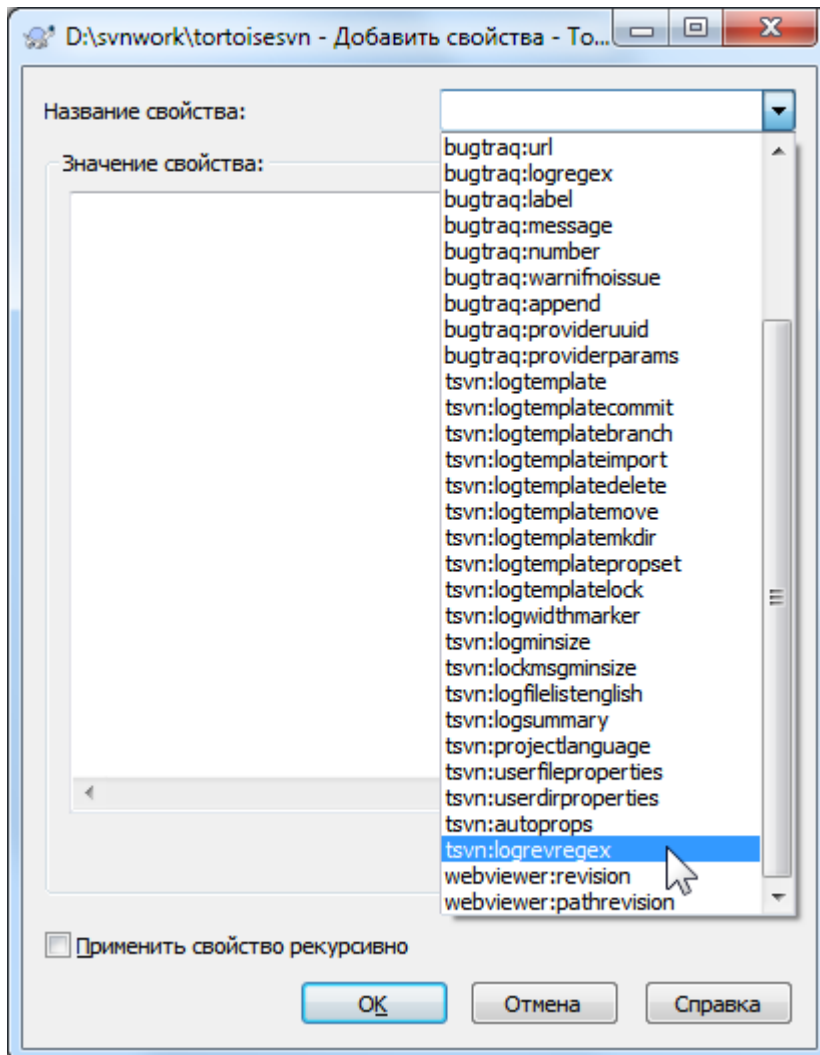 D:\svnwork\tortoisesvn - Добавить свойства - To...
Название свойства:
Значение свойства:
bugtraq:url
bugtraq:logregex
bugtraq:label
bugtraq:message
bugtraq:number
bugtraq:warnifnoissue
bugtraq:append
bugtraq:provideruuid
bugtraq:providerparams
tsvn:logtemplate
tsvn:logtemplatecommit
tsvn:logtemplatebranch
tsvn:logtemplateimport
tsvn:logtemplatedelete
tsvn:logtemplatemove
tsvn:logtemplatemkdir
tsvn:logtemplatepropset
tsvn:logtemplatelock
tsvn:logwidthmarker
tsvn:logminsize
tsvn:lockmsgminsize
tsvn:logfilelistenglish
tsvn:logsummary
tsvn:projectlanguage
tsvn:userfileproperties
tsvn:userdirproperties
tsvn:autoprops
tsvn:logrevregex
webviewer:revision
webviewer:pathrevision
Применить свойство рекурсивно
OK
Отмена
Справка